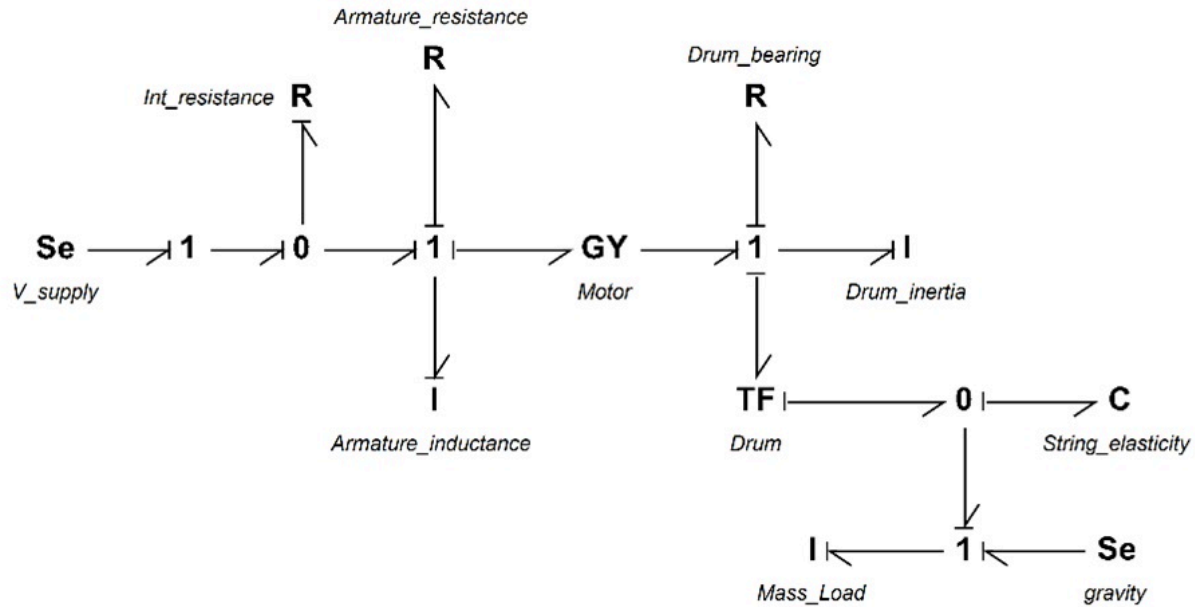 Armature_resistance
R
Drum_bearing
Int_resistance R
R
Se 1 0 1 GY 1 I
V_supply Motor Drum_inertia
I
Armature_inductance
TF 0 C
Drum String_elasticity
I 1 Se
Mass_Load gravity